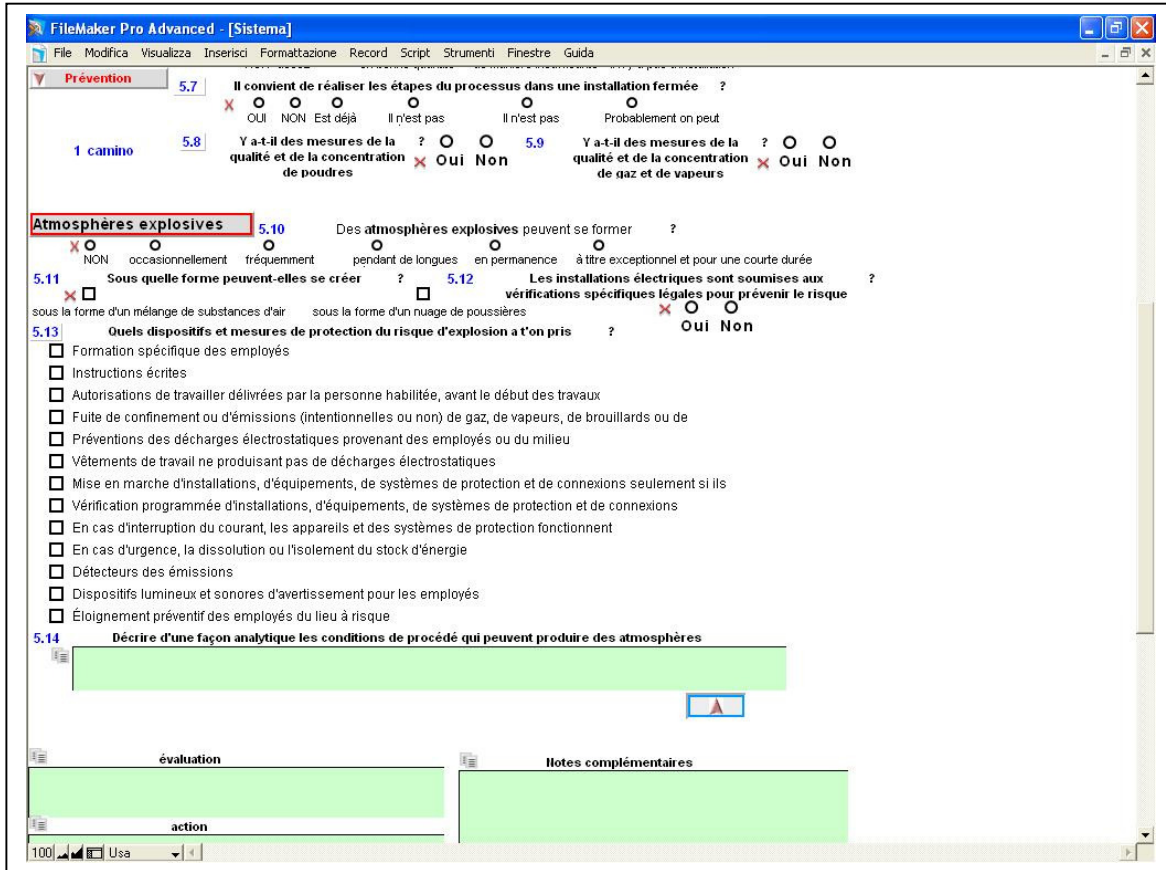 FileMaker Pro Advanced - [Sistema]
File Modifica Visualizza Inserisci Formattazione Record Script Strumenti Finestre Guida
Prévention
5.7 Il convient de réaliser les étapes du processus dans une installation fermée ?
OUI NON Est déjà Il n'est pas Il n'est pas Probablement on peut
1 camino
5.8 Y a-t-il des mesures de la ?
qualité et de la concentration
de poudres
Oui Non
5.9 Y a-t-il des mesures de la ?
qualité et de la concentration
de gaz et de vapeurs
Oui Non
Atmosphères explosives
5.10 Des atmosphères explosives peuvent se former ?
NON occasionnellement fréquemment pendant de longues en permanence à titre exceptionnel et pour une courte durée
5.11 Sous quelle forme peuvent-elles se créer ?
sous la forme d'un mélange de substances d'air sous la forme d'un nuage de poussières
5.12 Les installations électriques sont soumises aux ?
vérifications spécifiques légales pour prévenir le risque
Oui Non
5.13 Quels dispositifs et mesures de protection du risque d'explosion a t'on pris ?
Formation spécifique des employés
Instructions écrites
Autorisations de travailler délivrées par la personne habilitée, avant le début des travaux
Fuite de confinement ou d'émissions (intentionnelles ou non) de gaz, de vapeurs, de brouillards ou de
Préventions des décharges électrostatiques provenant des employés ou du milieu
Vêtements de travail ne produisant pas de décharges électrostatiques
Mise en marche d'installations, d'équipements, de systèmes de protection et de connexions seulement si ils
Vérification programmée d'installations, d'équipements, de systèmes de protection et de connexions
En cas d'interruption du courant, les appareils et des systèmes de protection fonctionnent
En cas d'urgence, la dissolution ou l'isolement du stock d'énergie
Détecteurs des émissions
Dispositifs lumineux et sonores d'avertissement pour les employés
Éloignement préventif des employés du lieu à risque
5.14 Décrire d'une façon analytique les conditions de procédé qui peuvent produire des atmosphères
évaluation
Notes complémentaires
action
100 Usa